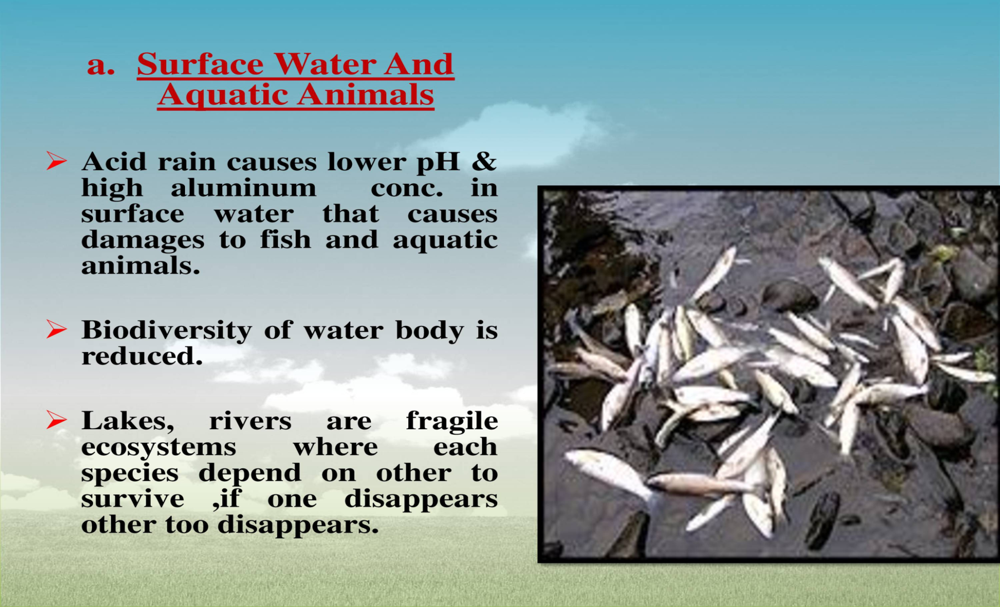 a. Surface Water And
Aquatic Animals
Acid rain causes lower pH &
high aluminum conc. in
surface water that causes
damages to fish and aquatic
animals.
Biodiversity of water body is
reduced.
Lakes, rivers are fragile
ecosystems where each
species depend on other to
survive ,if one disappears
other too disappears.